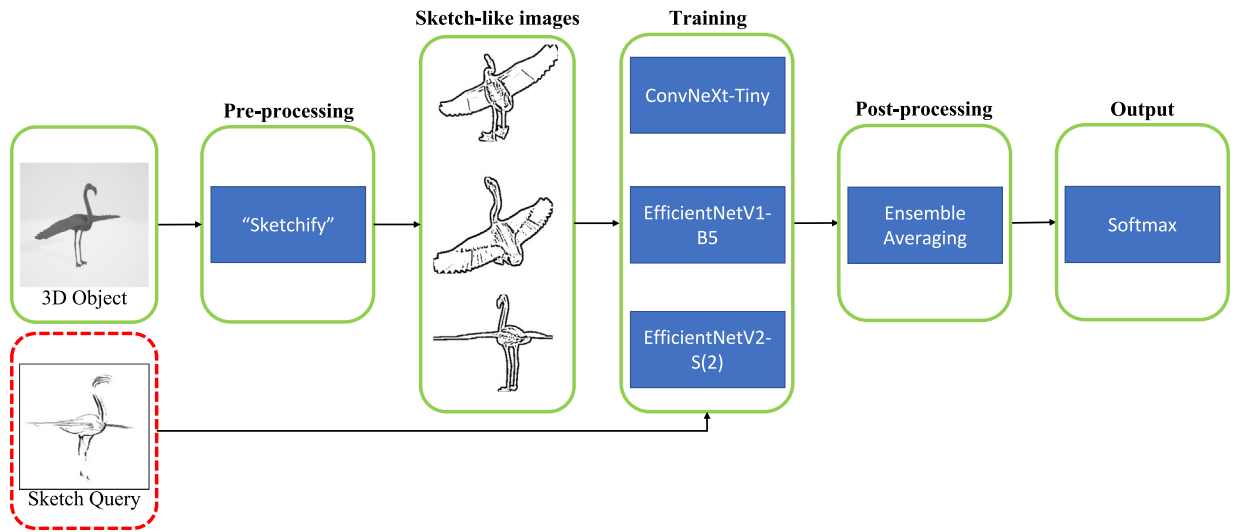 Sketch-like images
Training
Pre-processing
Post-processing
Output
3D Object
“Sketchify”
ConvNeXt-Tiny
EfficientNetV1-
B5
EfficientNetV2-
S(2)
Ensemble
Averaging
Softmax
Sketch Query